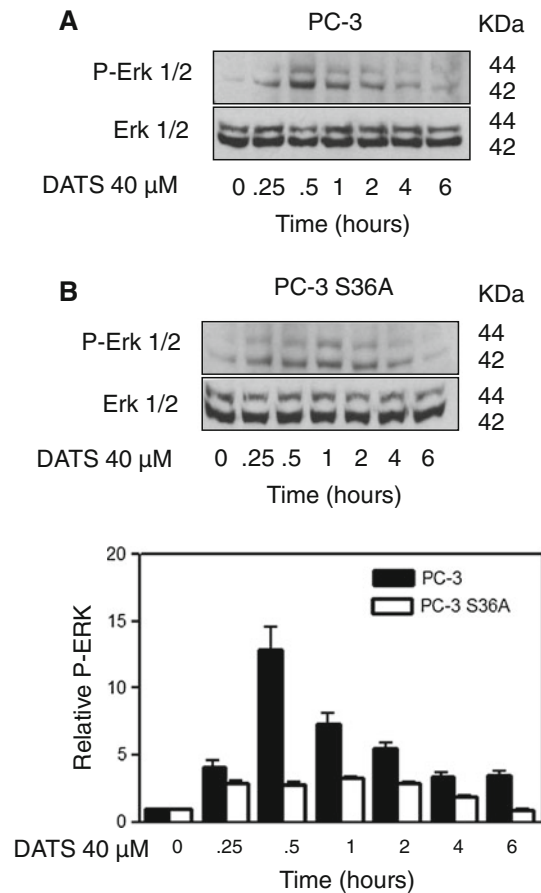 A PC-3 KDa
P-Erk 1/2 44
42
Erk 1/2 44
42
DATS 40 µM 0 .25 .5 1 2 4 6
Time (hours)
B PC-3 S36A KDa
P-Erk 1/2 44
42
Erk 1/2 44
42
DATS 40 µM 0 .25 .5 1 2 4 6
Time (hours)
20
15
10
5
0
Relative P-ERK
PC-3
PC-3 S36A
DATS 40 µM 0 .25 .5 1 2 4 6
Time (hours)